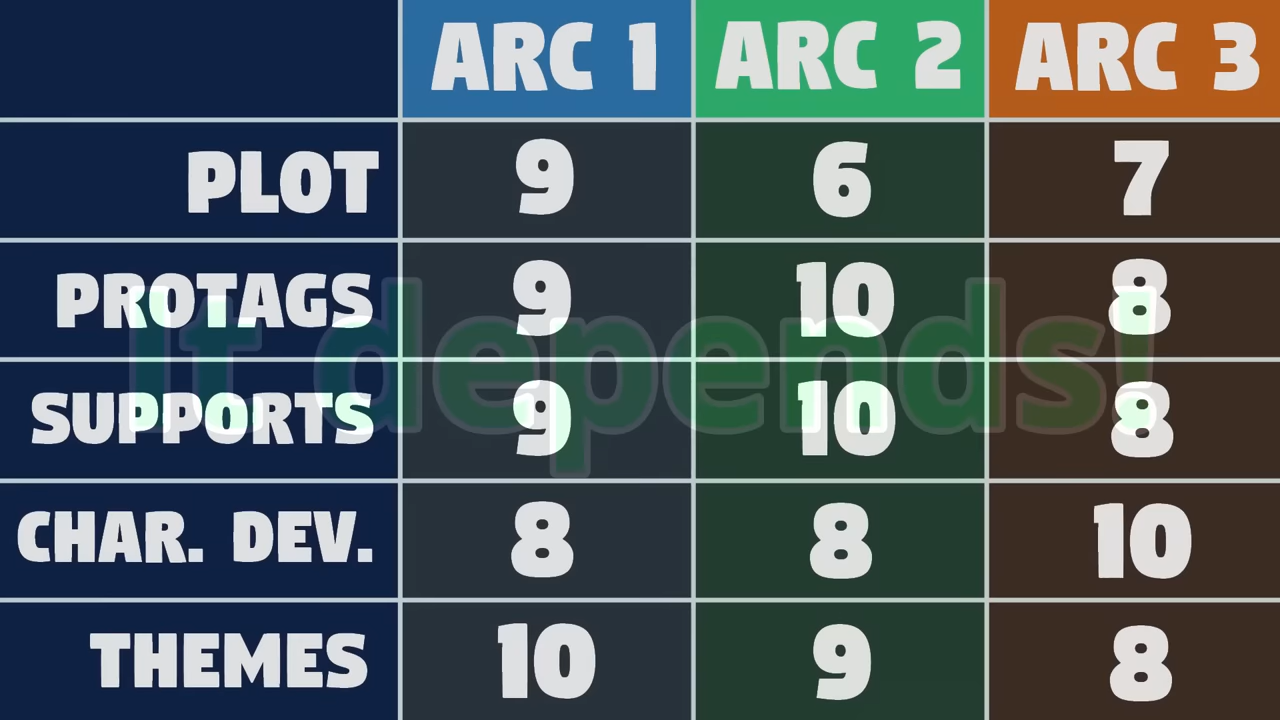 ARC 1 ARC 2 ARC 3
PLOT 9 6 7
PROTAGS 9 10 8
It depends!
SUPPORTS 9 10 8
CHAR. DEV. 8 8 10
THEMES 10 9 8